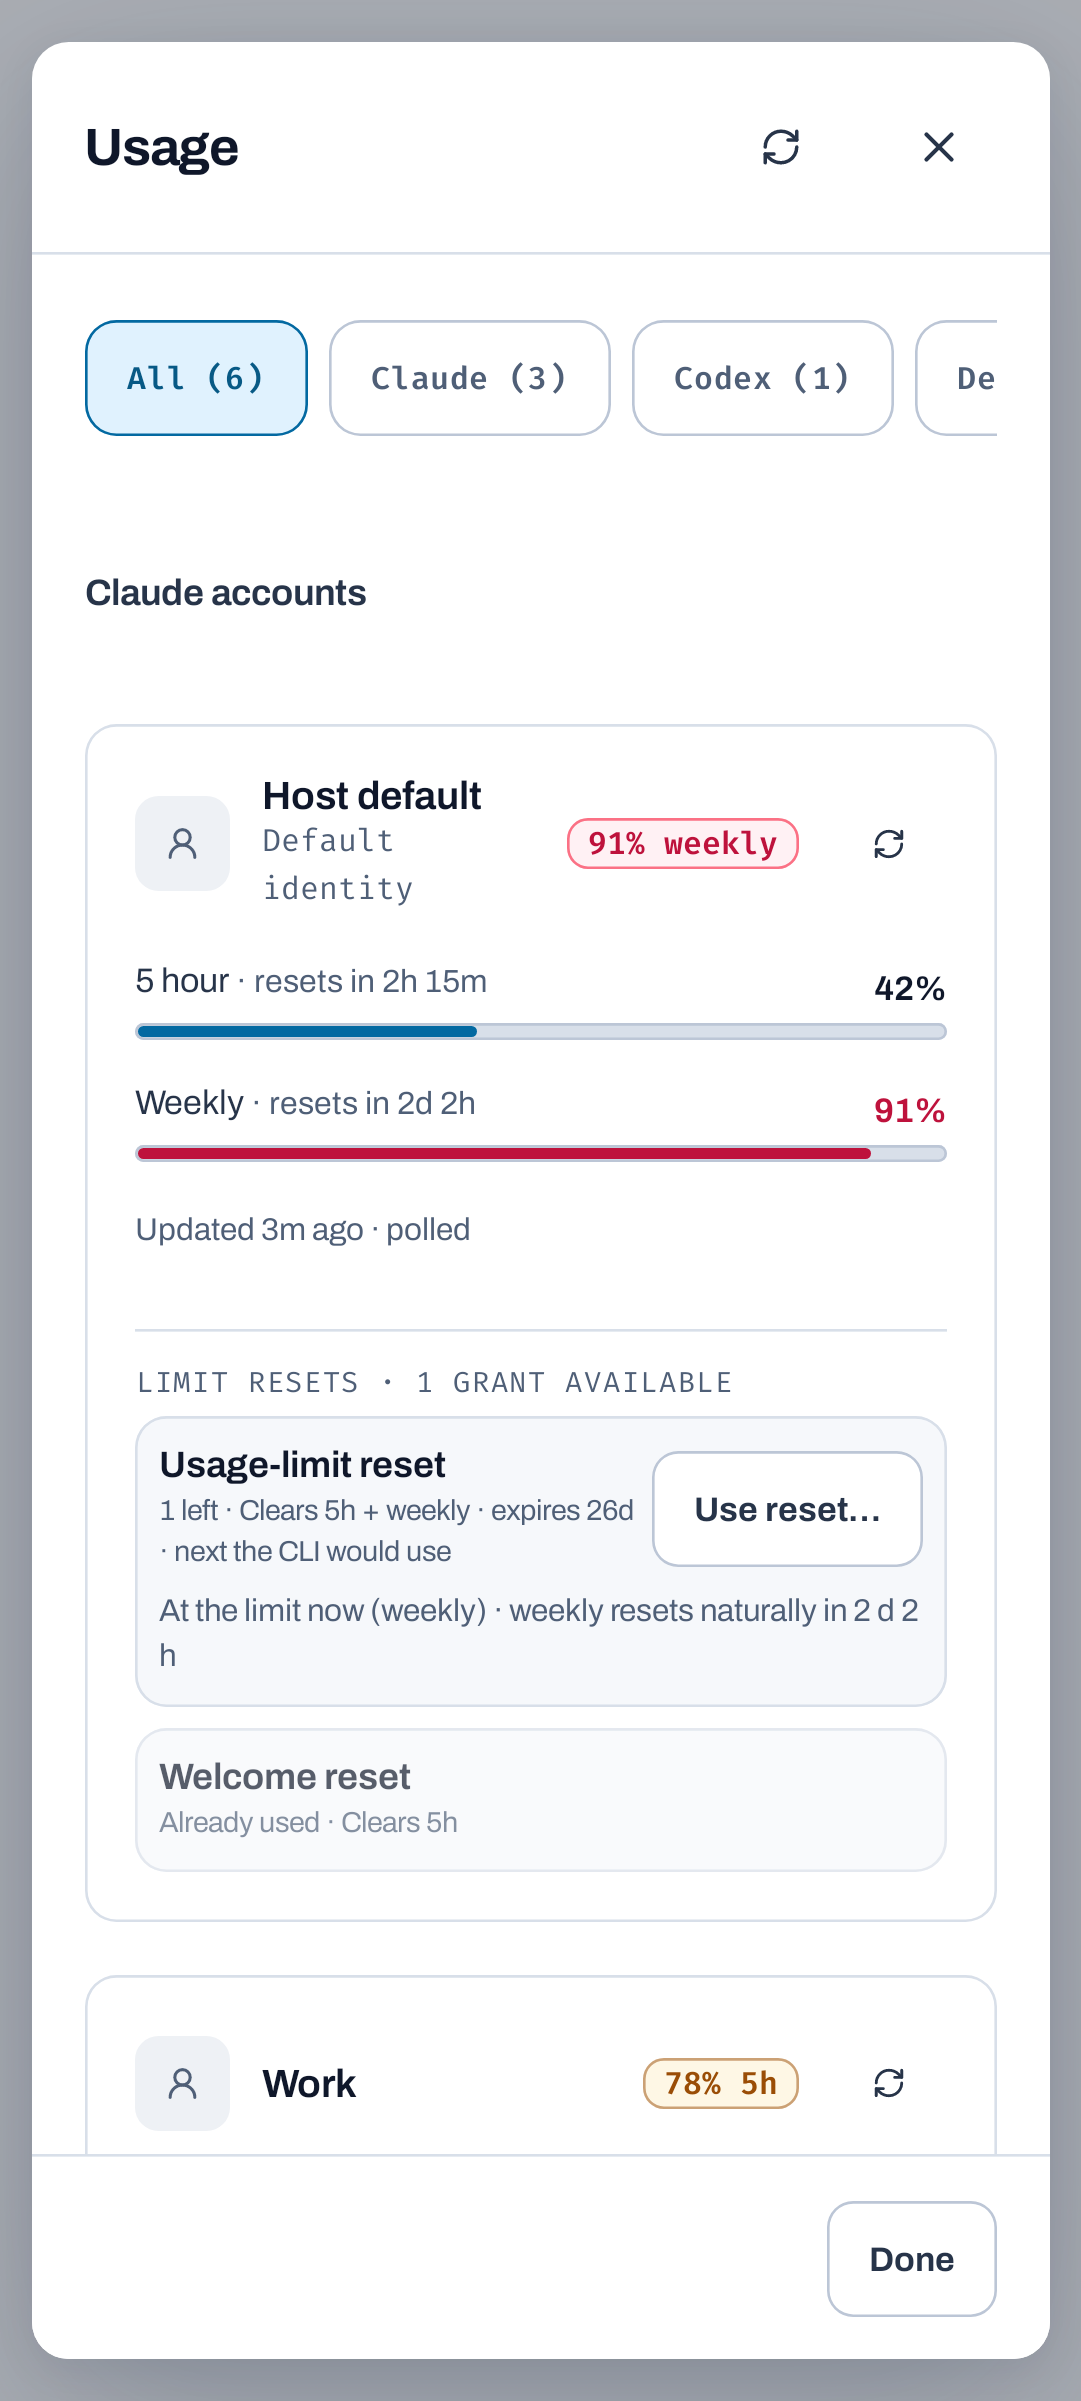 Usage
All (6)
Claude (3)
Codex (1)
De
Claude accounts
Host default
Default
identity
91% weekly
5 hour · resets in 2h 15m
42%
Weekly · resets in 2d 2h
91%
Updated 3m ago · polled
LIMIT RESETS · 1 GRANT AVAILABLE
Usage-limit reset
1 left · Clears 5h + weekly · expires 26d
· next the CLI would use
Use reset...
At the limit now (weekly) · weekly resets naturally in 2 d 2
h
Welcome reset
Already used · Clears 5h
Work
78% 5h
Done